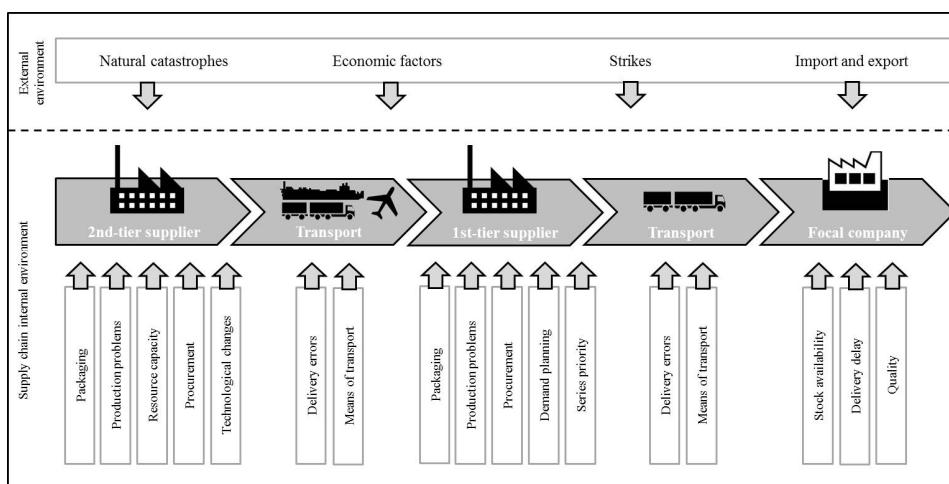 External
environment
Natural catastrophes
Economic factors
Strikes
Import and export
Supply chain internal environment
2nd-tier supplier
Transport
1st-tier supplier
Transport
Focal company
Packaging
Production problems
Resource capacity
Procurement
Technological changes
Delivery errors
Means of transport
Packaging
Production problems
Procurement
Demand planning
Series priority
Delivery errors
Means of transport
Stock availability
Delivery delay
Quality